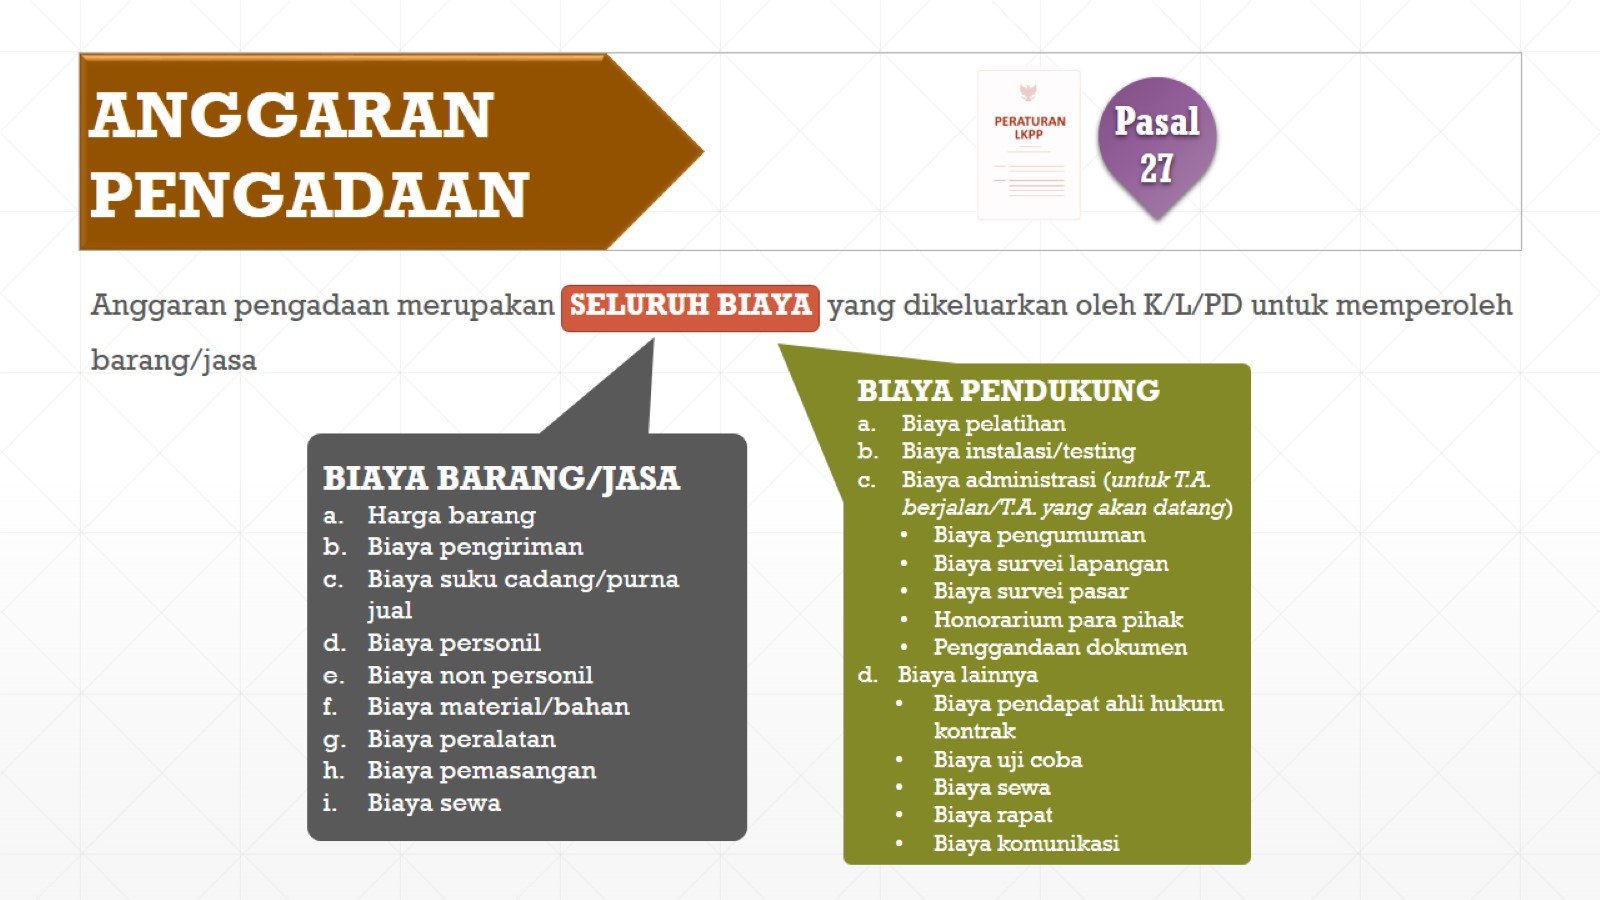 ANGGARAN
PENGADAAN
PERATURAN
LKPP
Pasal
27
Anggaran pengadaan merupakan SELURUH BIAYA yang dikeluarkan oleh K/L/PD untuk memperoleh
barang/jasa
BIAYA BARANG/JASA
a. Harga barang
b. Biaya pengiriman
c. Biaya suku cadang/purna
jual
d. Biaya personil
e. Biaya non personil
f. Biaya material/bahan
g. Biaya peralatan
h. Biaya pemasangan
i. Biaya sewa
BIAYA PENDUKUNG
a. Biaya pelatihan
b. Biaya instalasi/testing
c. Biaya administrasi (untuk T.A.
berjalan/T.A. yang akan datang)
• Biaya pengumuman
• Biaya survei lapangan
• Biaya survei pasar
• Honorarium para pihak
• Penggandaan dokumen
d. Biaya lainnya
• Biaya pendapat ahli hukum
kontrak
• Biaya uji coba
• Biaya sewa
• Biaya rapat
• Biaya komunikasi